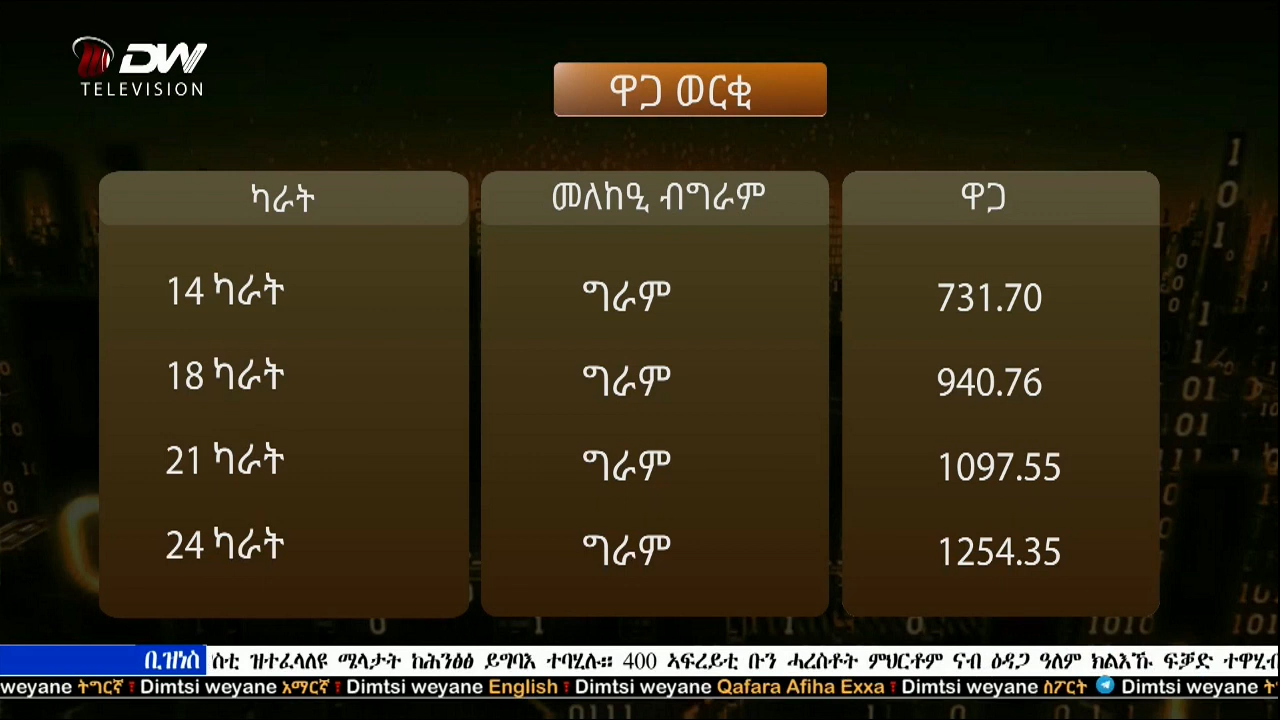 DW
TELEVISION
ዋጋ ወርቂ
ካራት መለከዒ ብግራም ዋጋ
14 ካራት ግራም 731.70
18 ካራት ግራም 940.76
21 ካራት ግራም 1097.55
24 ካራት ግራም 1254.35
ቢዝነስ ስቲ ዝተፈላለዩ ሜላታት ከሕንፅፅ ይግባእ ተባሂሉ። 400 ኣፍረይቲ ቡን ሓረስቶት ምህርቶም ናብ ዕዳጋ ዓለም ክልእኹ ፍቓድ ተዋሂቡ
weyane ትግርኛ Dimtsi weyane አማርኛ Dimtsi weyane English Dimtsi weyane Qafara Afiha Exxa Dimtsi weyane ስፖርት Dimtsi weyane